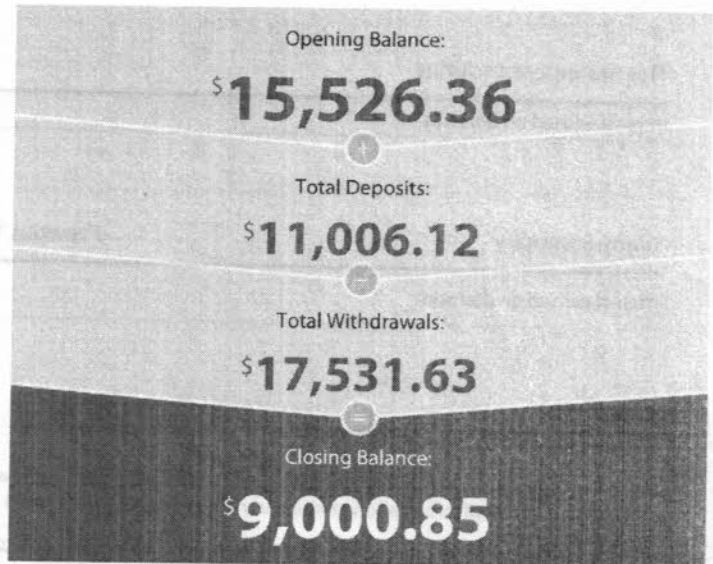 Opening Balance:
$15,526.36
+
Total Deposits:
$11,006.12
−
Total Withdrawals:
$17,531.63
=
Closing Balance:
$9,000.85